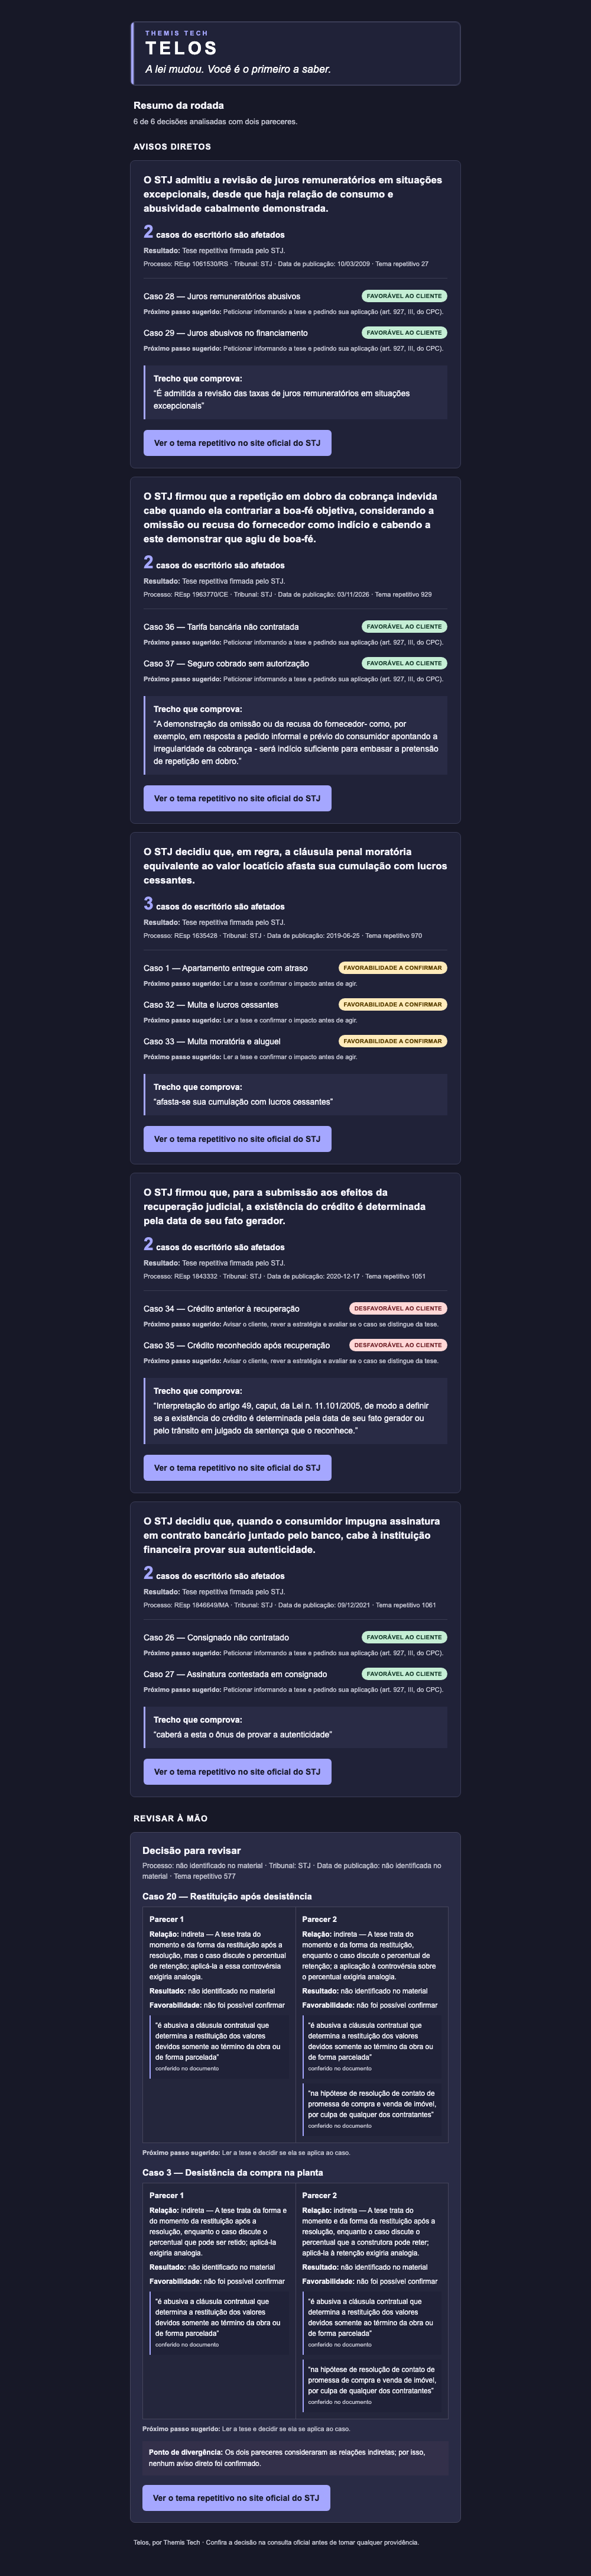 THEMIS TECH
TELOS
A lei mudou. Você é o primeiro a saber.
Resumo da rodada
6 de 6 decisões analisadas com dois pareceres.
AVISOS DIRETOS
O STJ admitiu a revisão de juros remuneratórios em situações
excepcionais, desde que haja relação de consumo e
abusividade cabalmente demonstrada.
2 casos do escritório são afetados
Resultado: Tese repetitiva firmada pelo STJ.
Processo: REsp 1061530/RS · Tribunal: STJ · Data de publicação: 10/03/2009 · Tema repetitivo 27
Caso 28 — Juros remuneratórios abusivos
FAVORÁVEL AO CLIENTE
Próximo passo sugerido: Peticionar informando a tese e pedindo sua aplicação (art. 927, III, do CPC).
Caso 29 — Juros abusivos no financiamento
FAVORÁVEL AO CLIENTE
Próximo passo sugerido: Peticionar informando a tese e pedindo sua aplicação (art. 927, III, do CPC).
Trecho que comprova:
“É admitida a revisão das taxas de juros remuneratórios em situações
excepcionais”
Ver o tema repetitivo no site oficial do STJ
O STJ firmou que a repetição em dobro da cobrança indevida
cabe quando ela contrariar a boa-fé objetiva, considerando a
omissão ou recusa do fornecedor como indício e cabendo a
este demonstrar que agiu de boa-fé.
2 casos do escritório são afetados
Resultado: Tese repetitiva firmada pelo STJ.
Processo: REsp 1963770/CE · Tribunal: STJ · Data de publicação: 03/11/2026 · Tema repetitivo 929
Caso 36 — Tarifa bancária não contratada
FAVORÁVEL AO CLIENTE
Próximo passo sugerido: Peticionar informando a tese e pedindo sua aplicação (art. 927, III, do CPC).
Caso 37 — Seguro cobrado sem autorização
FAVORÁVEL AO CLIENTE
Próximo passo sugerido: Peticionar informando a tese e pedindo sua aplicação (art. 927, III, do CPC).
Trecho que comprova:
“A demonstração da omissão ou da recusa do fornecedor- como, por
exemplo, em resposta a pedido informal e prévio do consumidor apontando a
irregularidade da cobrança - será indício suficiente para embasar a pretensão
de repetição em dobro.”
Ver o tema repetitivo no site oficial do STJ
O STJ decidiu que, em regra, a cláusula penal moratória
equivalente ao valor locatício afasta sua cumulação com lucros
cessantes.
3 casos do escritório são afetados
Resultado: Tese repetitiva firmada pelo STJ.
Processo: REsp 1635428 · Tribunal: STJ · Data de publicação: 2019-06-25 · Tema repetitivo 970
Caso 1 — Apartamento entregue com atraso
FAVORABILIDADE A CONFIRMAR
Próximo passo sugerido: Ler a tese e confirmar o impacto antes de agir.
Caso 32 — Multa e lucros cessantes
FAVORABILIDADE A CONFIRMAR
Próximo passo sugerido: Ler a tese e confirmar o impacto antes de agir.
Caso 33 — Multa moratória e aluguel
FAVORABILIDADE A CONFIRMAR
Próximo passo sugerido: Ler a tese e confirmar o impacto antes de agir.
Trecho que comprova:
“afasta-se sua cumulação com lucros cessantes”
Ver o tema repetitivo no site oficial do STJ
O STJ firmou que, para a submissão aos efeitos da
recuperação judicial, a existência do crédito é determinada
pela data de seu fato gerador.
2 casos do escritório são afetados
Resultado: Tese repetitiva firmada pelo STJ.
Processo: REsp 1843332 · Tribunal: STJ · Data de publicação: 2020-12-17 · Tema repetitivo 1051
Caso 34 — Crédito anterior à recuperação
DESFAVORÁVEL AO CLIENTE
Próximo passo sugerido: Avisar o cliente, rever a estratégia e avaliar se o caso se distingue da tese.
Caso 35 — Crédito reconhecido após recuperação
DESFAVORÁVEL AO CLIENTE
Próximo passo sugerido: Avisar o cliente, rever a estratégia e avaliar se o caso se distingue da tese.
Trecho que comprova:
“Interpretação do artigo 49, caput, da Lei n. 11.101/2005, de modo a definir
se a existência do crédito é determinada pela data de seu fato gerador ou
pelo trânsito em julgado da sentença que o reconhece.”
Ver o tema repetitivo no site oficial do STJ
O STJ decidiu que, quando o consumidor impugna assinatura
em contrato bancário juntado pelo banco, cabe à instituição
financeira provar sua autenticidade.
2 casos do escritório são afetados
Resultado: Tese repetitiva firmada pelo STJ.
Processo: REsp 1846649/MA · Tribunal: STJ · Data de publicação: 09/12/2021 · Tema repetitivo 1061
Caso 26 — Consignado não contratado
FAVORÁVEL AO CLIENTE
Próximo passo sugerido: Peticionar informando a tese e pedindo sua aplicação (art. 927, III, do CPC).
Caso 27 — Assinatura contestada em consignado
FAVORÁVEL AO CLIENTE
Próximo passo sugerido: Peticionar informando a tese e pedindo sua aplicação (art. 927, III, do CPC).
Trecho que comprova:
“caberá a esta o ônus de provar a autenticidade”
Ver o tema repetitivo no site oficial do STJ
REVISAR À MÃO
Decisão para revisar
Processo: não identificado no material · Tribunal: STJ · Data de publicação: não identificada no
material · Tema repetitivo 577
Caso 20 — Restituição após desistência
Parecer 1
Relação: indireta — A tese trata do
momento e da forma da restituição após a
resolução, mas o caso discute o percentual
de retenção; aplicá-la a essa controvérsia
exigiria analogia.
Resultado: não identificado no material
Favorabilidade: não foi possível confirmar
“é abusiva a cláusula contratual que
determina a restituição dos valores
devidos somente ao término da obra ou
de forma parcelada”
conferido no documento
Parecer 2
Relação: indireta — A tese trata do
momento e da forma da restituição,
enquanto o caso discute o percentual de
retenção; a aplicação à controvérsia sobre
o percentual exigiria analogia.
Resultado: não identificado no material
Favorabilidade: não foi possível confirmar
“é abusiva a cláusula contratual que
determina a restituição dos valores
devidos somente ao término da obra ou
de forma parcelada”
conferido no documento
“na hipótese de resolução de contato de
promessa de compra e venda de imóvel,
por culpa de qualquer dos contratantes”
conferido no documento
Próximo passo sugerido: Ler a tese e decidir se ela se aplica ao caso.
Caso 3 — Desistência da compra na planta
Parecer 1
Relação: indireta — A tese trata da forma e
do momento da restituição após a
resolução, enquanto o caso discute o
percentual que pode ser retido; aplicá-la
exigiria analogia.
Resultado: não identificado no material
Favorabilidade: não foi possível confirmar
“é abusiva a cláusula contratual que
determina a restituição dos valores
devidos somente ao término da obra ou
de forma parcelada”
conferido no documento
Parecer 2
Relação: indireta — A tese trata do
momento e da forma da restituição após a
resolução, enquanto o caso discute o
percentual que a construtora pode reter;
aplicá-la à retenção exigiria analogia.
Resultado: não identificado no material
Favorabilidade: não foi possível confirmar
“é abusiva a cláusula contratual que
determina a restituição dos valores
devidos somente ao término da obra ou
de forma parcelada”
conferido no documento
“na hipótese de resolução de contato de
promessa de compra e venda de imóvel,
por culpa de qualquer dos contratantes”
conferido no documento
Próximo passo sugerido: Ler a tese e decidir se ela se aplica ao caso.
Ponto de divergência: Os dois pareceres consideraram as relações indiretas; por isso,
nenhum aviso direto foi confirmado.
Ver o tema repetitivo no site oficial do STJ
Telos, por Themis Tech · Confira a decisão na consulta oficial antes de tomar qualquer providência.